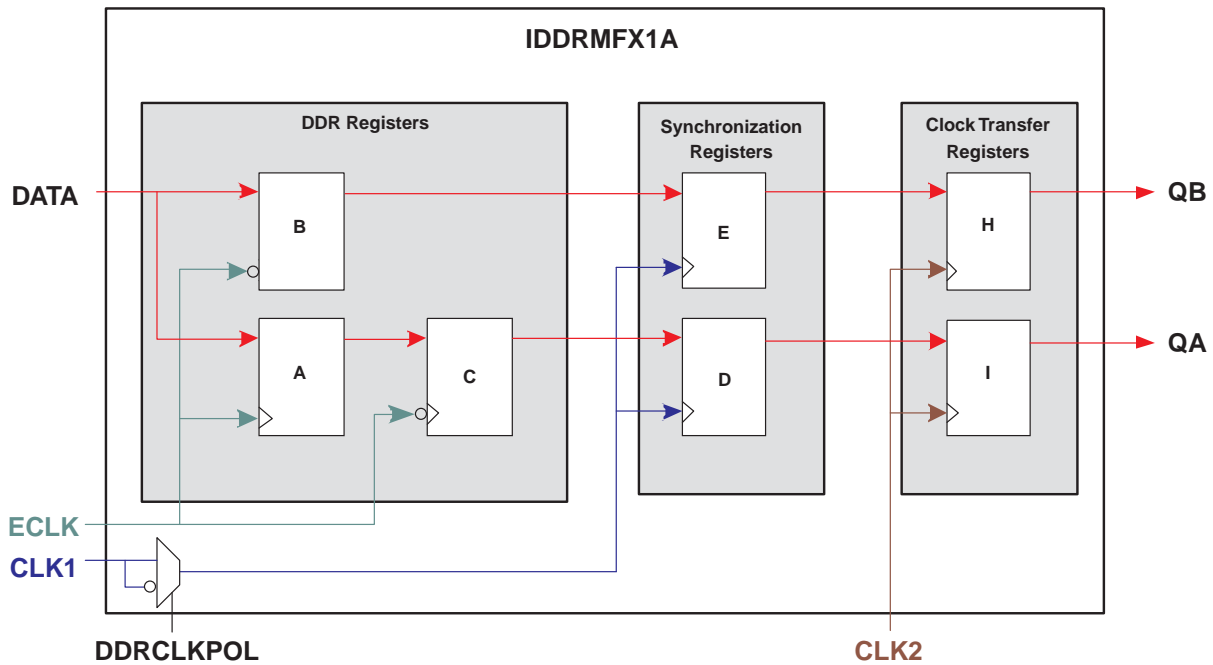 IDDRMFX1A
DDR Registers
Synchronization
Registers
Clock Transfer
Registers
DATA
B
E
H
QB
A
C
D
I
QA
ECLK
CLK1
DDRCLKPOL
CLK2